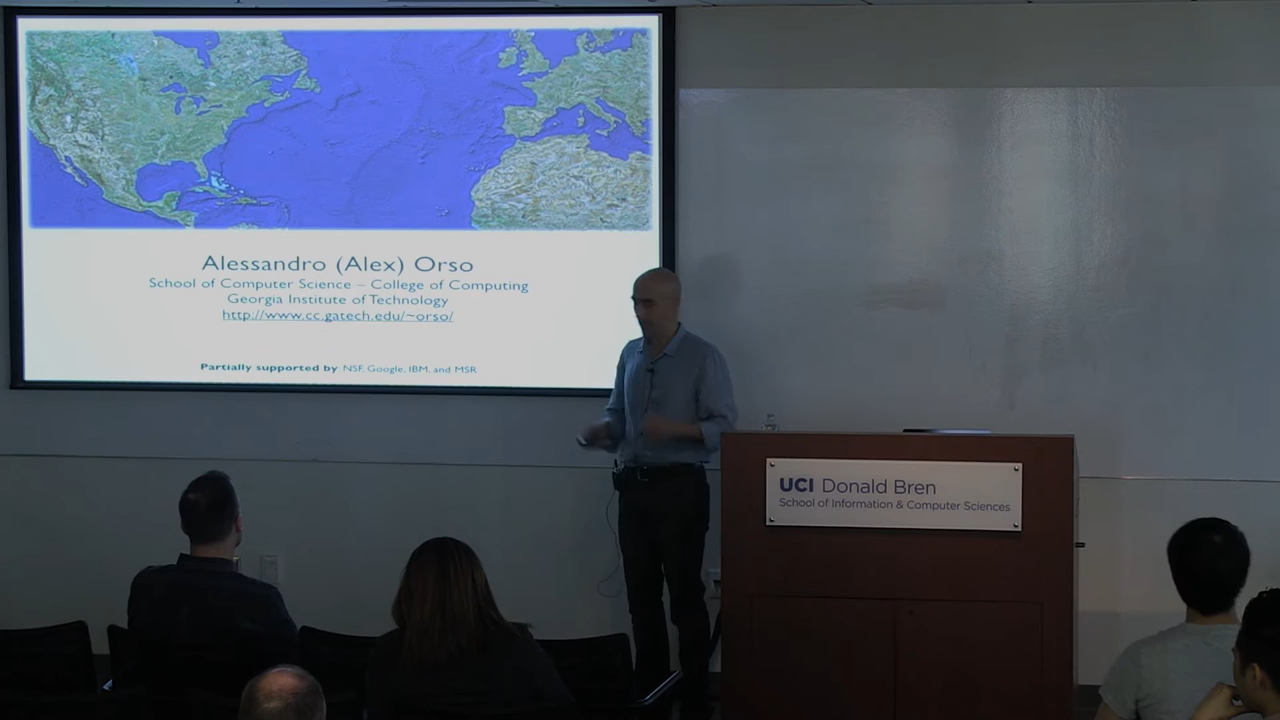 Alessandro (Alex) Orso
School of Computer Science – College of Computing
Georgia Institute of Technology
http://www.cc.gatech.edu/~orso/
Partially supported by NSF, Google, IBM, and MSR
UCI Donald Bren
School of Information & Computer Sciences